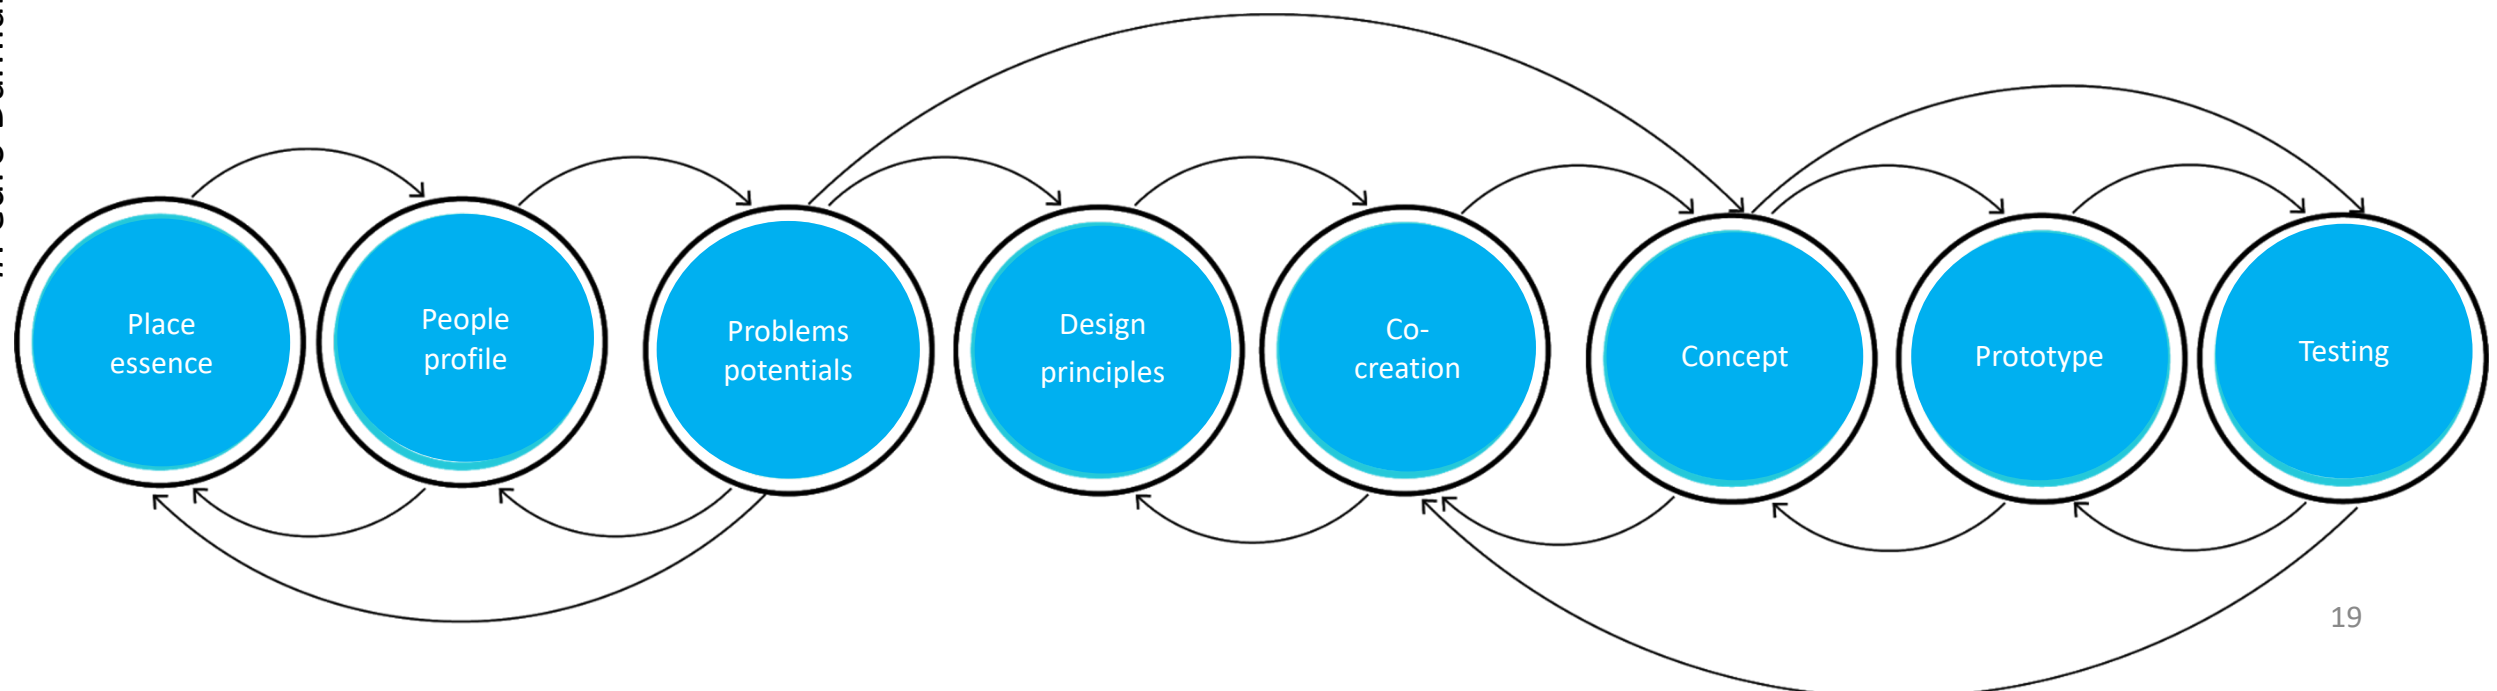 Place
essence
People
profile
Problems
potentials
Design
principles
Co-
creation
Concept
Prototype
Testing
19